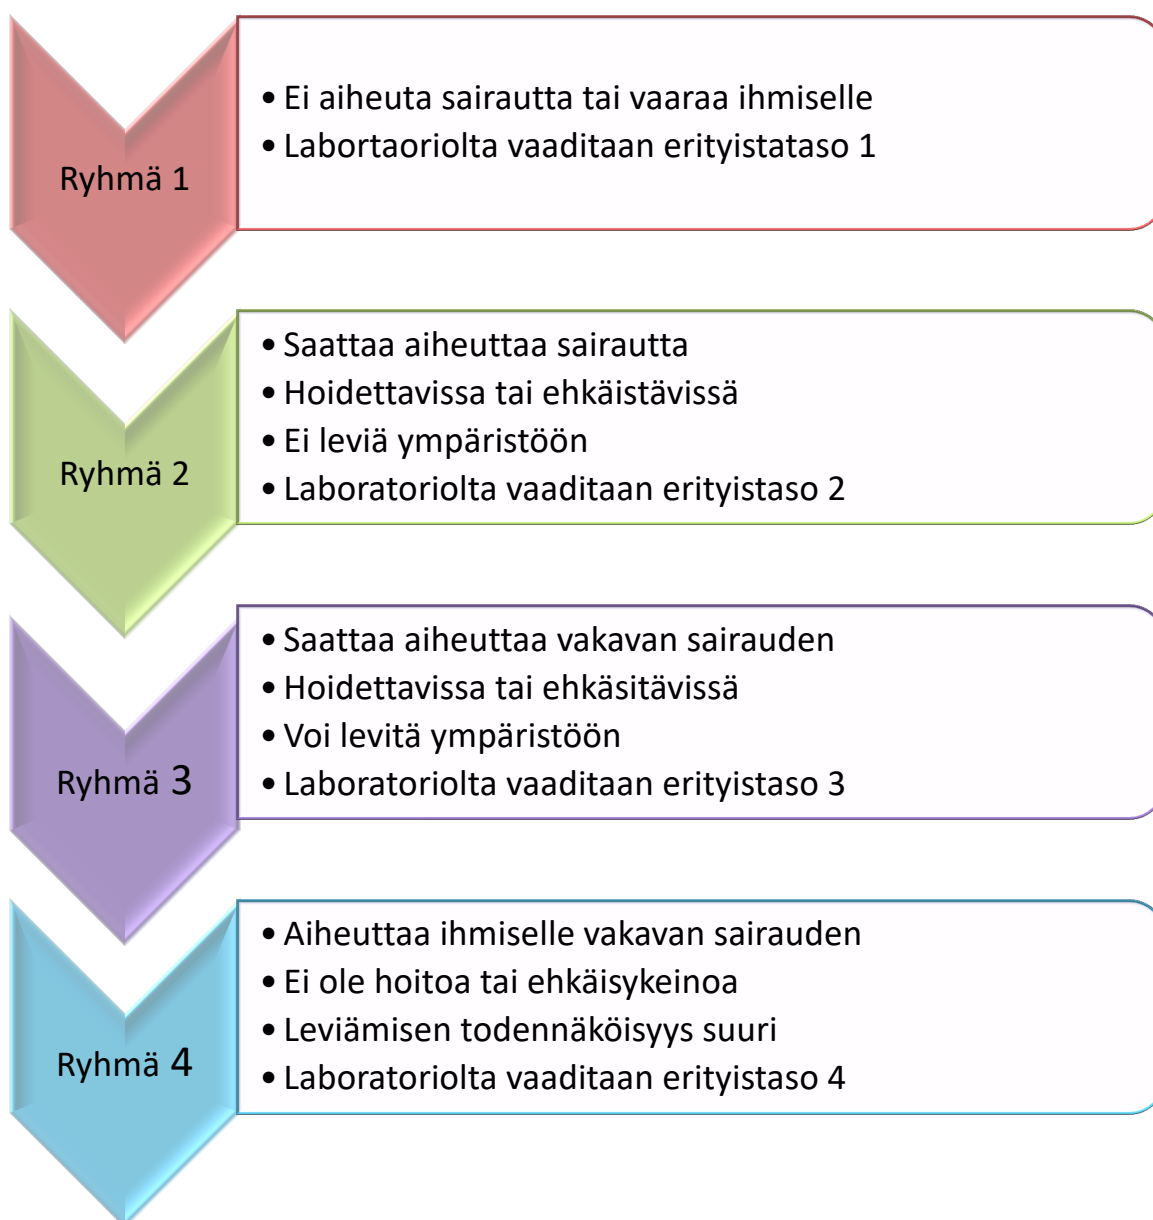 Ryhmä 1
• Ei aiheuta sairautta tai vaaraa ihmiselle
• Labortaoriolta vaaditaan erityistataso 1
Ryhmä 2
• Saattaa aiheuttaa sairautta
• Hoidettavissa tai ehkäistävissä
• Ei leviä ympäristöön
• Laboratoriolta vaaditaan erityistaso 2
Ryhmä 3
• Saattaa aiheuttaa vakavan sairauden
• Hoidettavissa tai ehkäsitävissä
• Voi levitä ympäristöön
• Laboratoriolta vaaditaan erityistaso 3
Ryhmä 4
• Aiheuttaa ihmiselle vakavan sairauden
• Ei ole hoitoa tai ehkäisykeinoa
• Leviämisen todennäköisyys suuri
• Laboratoriolta vaaditaan erityistaso 4